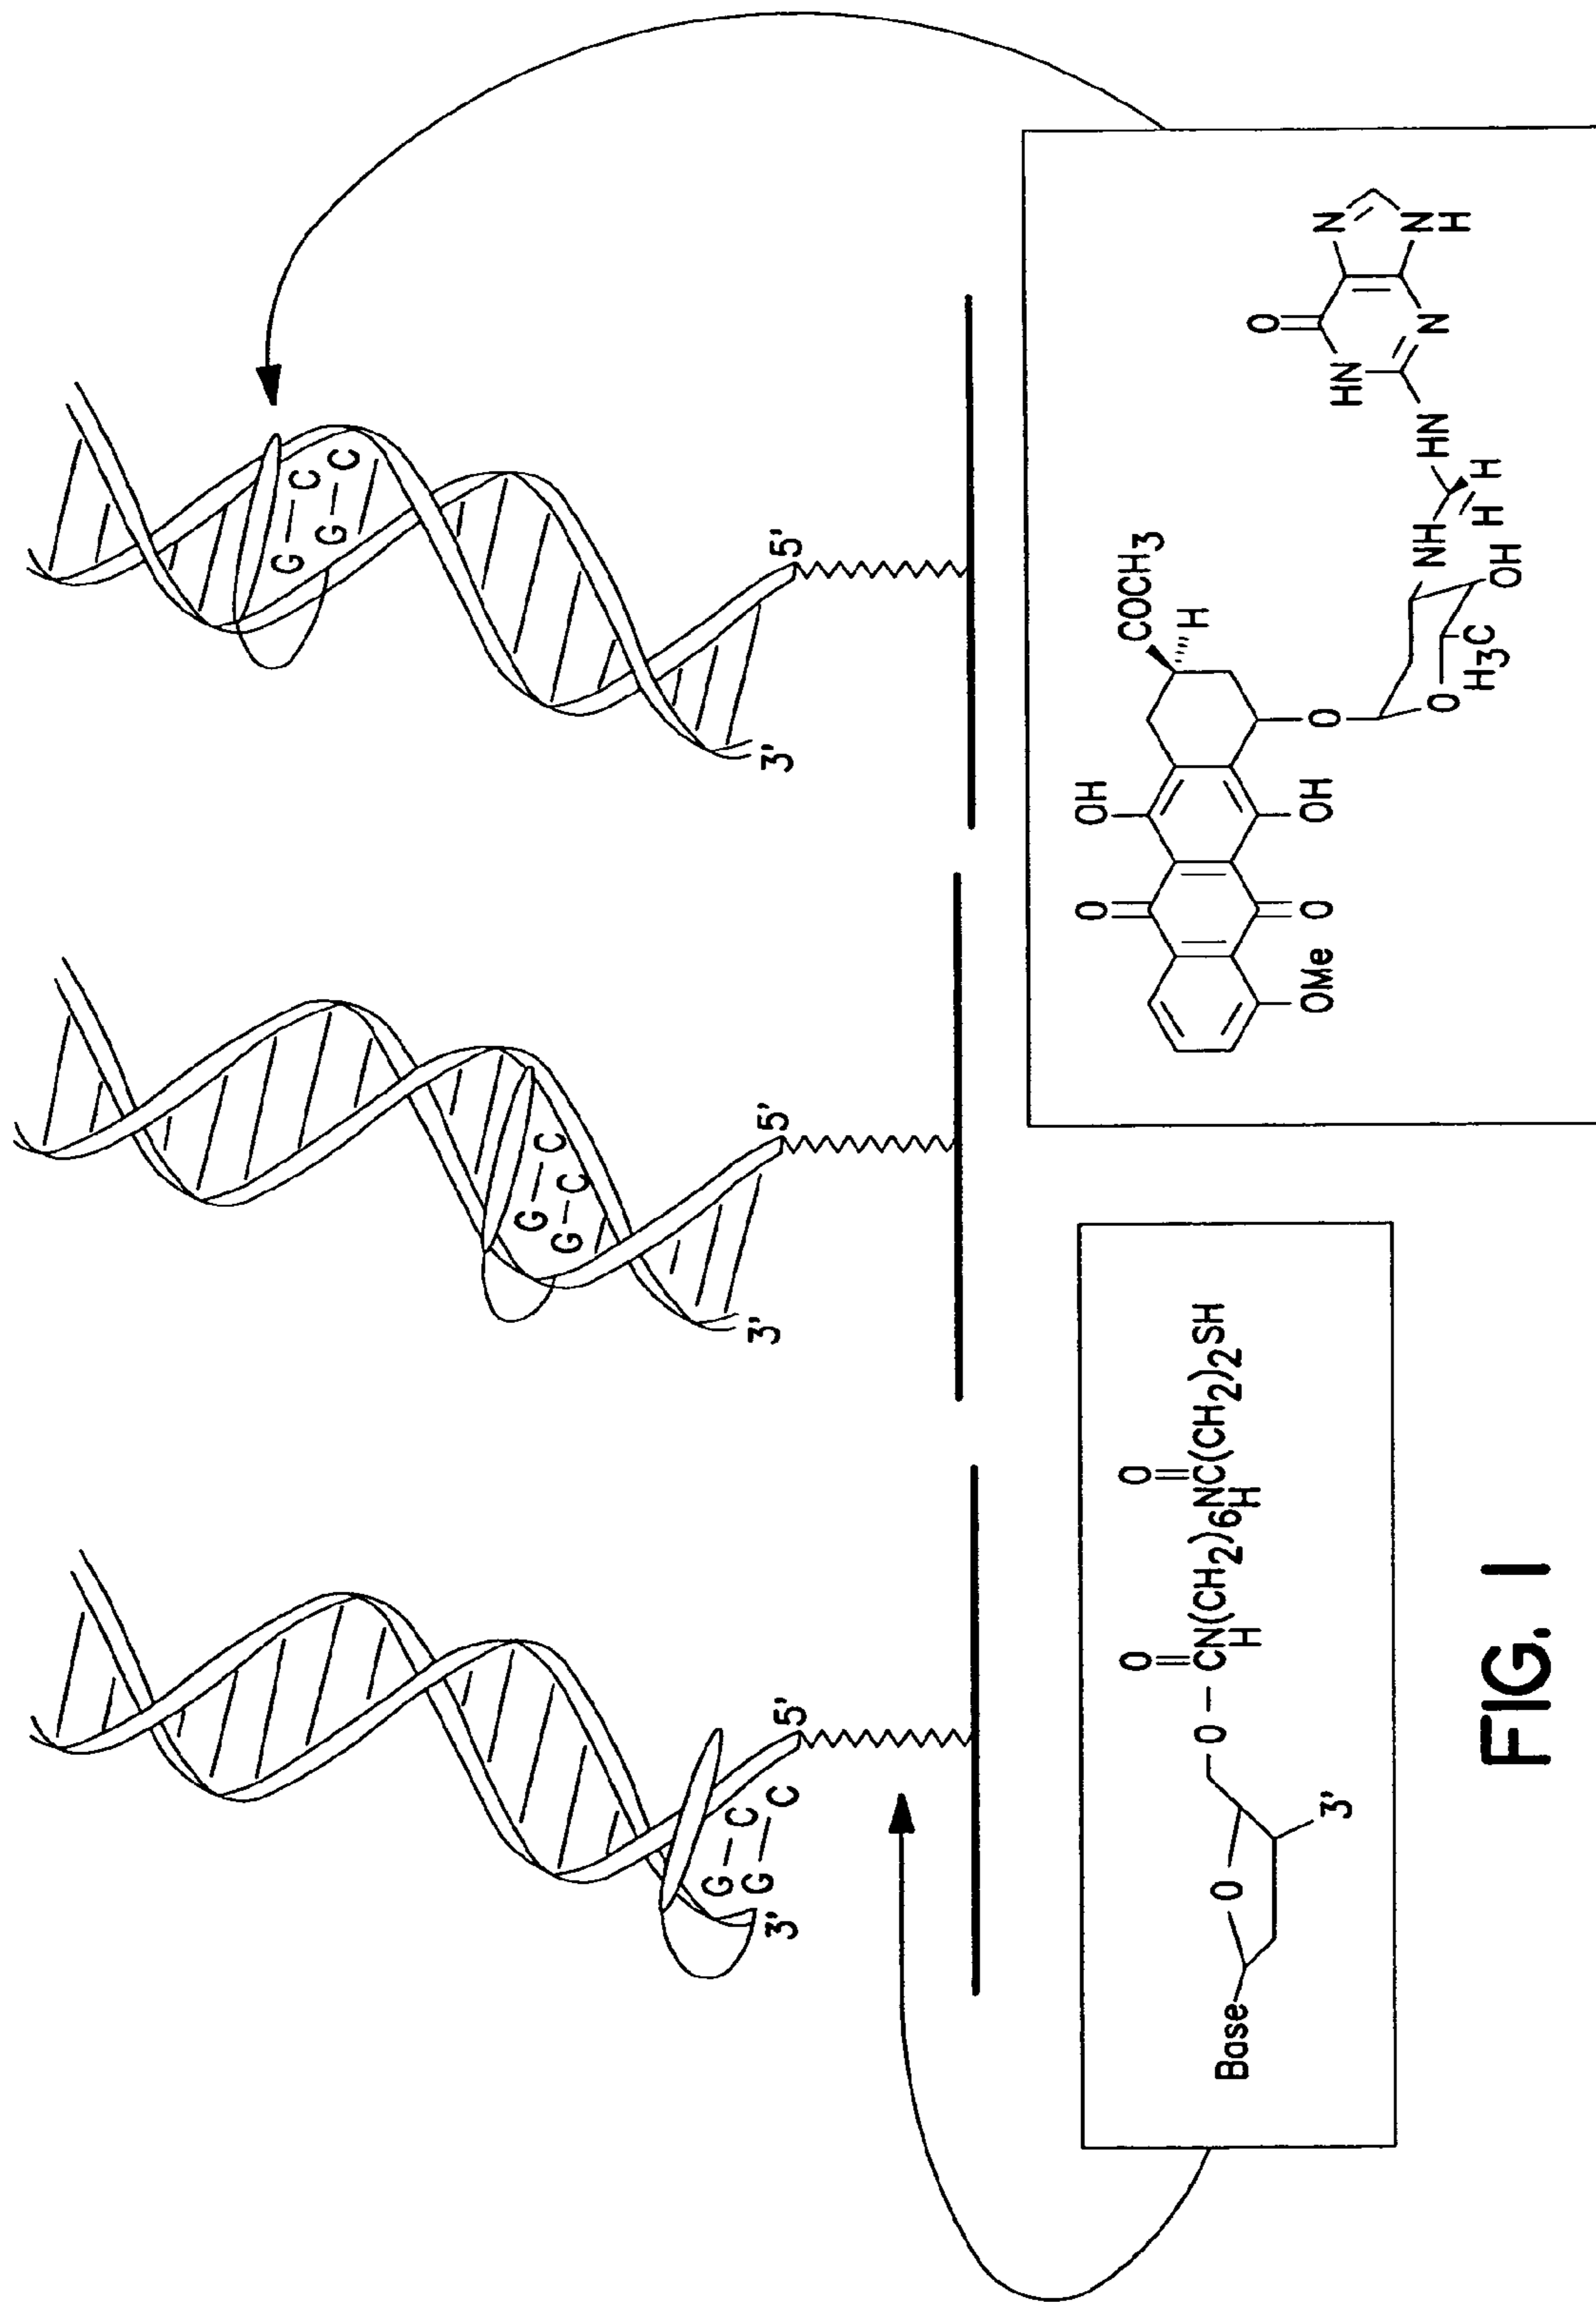 G – C
G – C
3'
5'
G – C
G – C
3'
5'
G – C
G – C
3'
5'
O O
Base O – O – CN(CH2)6NC(CH2)2SH
H H
3'
O OH COCH3
H
OMe O OH O
O
H3C
OH
NH
H H
HN
HN
O
N
N
N
H
FIG. 1